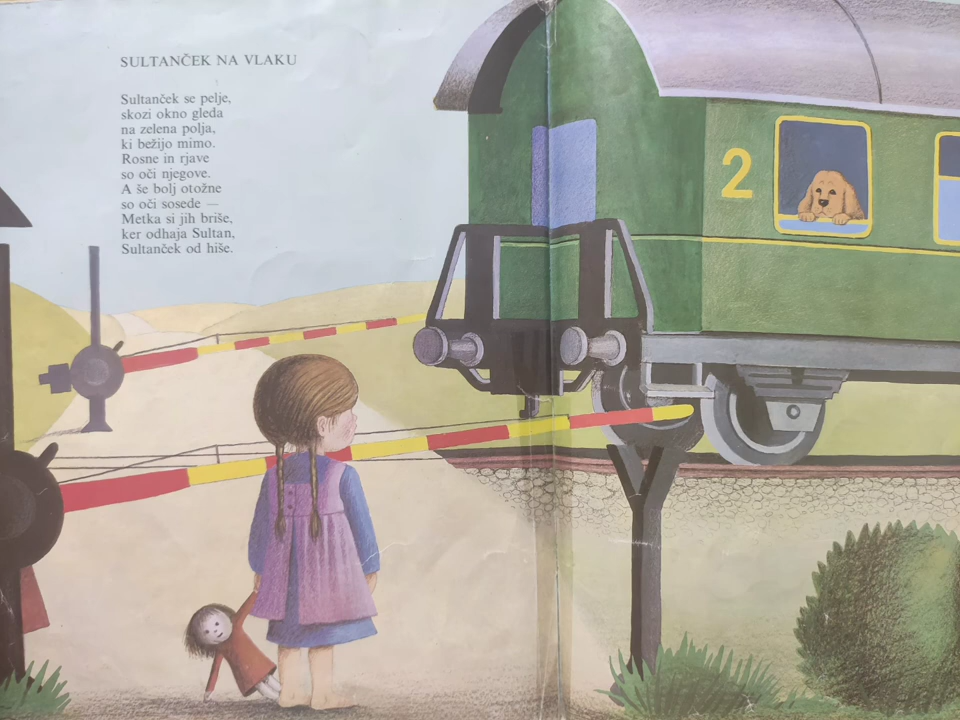 SULTANČEK NA VLAKU
Sultanček se pelje,
skozi okno gleda
na zelena polja,
ki bežijo mimo.
Rosne in rjave
so oči njegove.
A še bolj otožne
so oči sosede —
Metka si jih briše,
ker odhaja Sultan,
Sultanček od hiše.
2